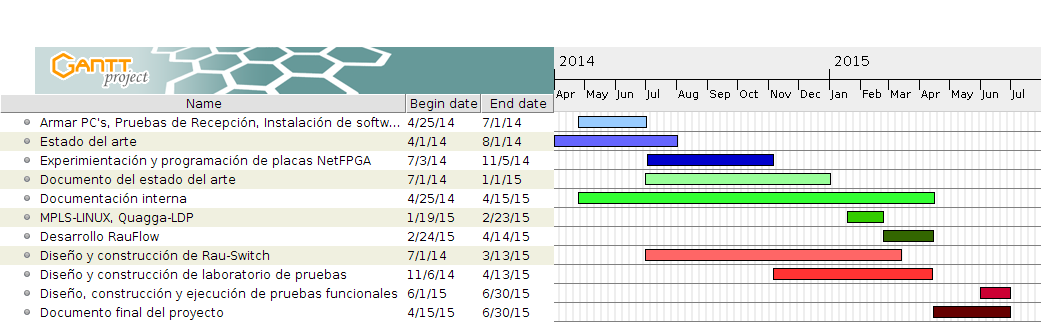 GANTT
project
2014 2015
Apr May Jun Jul Aug Sep Oct Nov Dec Jan Feb Mar Apr May Jun Jul
Name Begin date End date
Armar PC's, Pruebas de Recepción, Instalación de softw... 4/25/14 7/1/14
Estado del arte 4/1/14 8/1/14
Experimentación y programación de placas NetFPGA 7/3/14 11/5/14
Documento del estado del arte 7/1/14 1/1/15
Documentación interna 4/25/14 4/15/15
MPLS-LINUX, Quagga-LDP 1/19/15 2/23/15
Desarrollo RauFlow 2/24/15 4/14/15
Diseño y construcción de Rau-Switch 7/1/14 3/13/15
Diseño y construcción de laboratorio de pruebas 11/6/14 4/13/15
Diseño, construcción y ejecución de pruebas funcionales 6/1/15 6/30/15
Documento final del proyecto 4/15/15 6/30/15